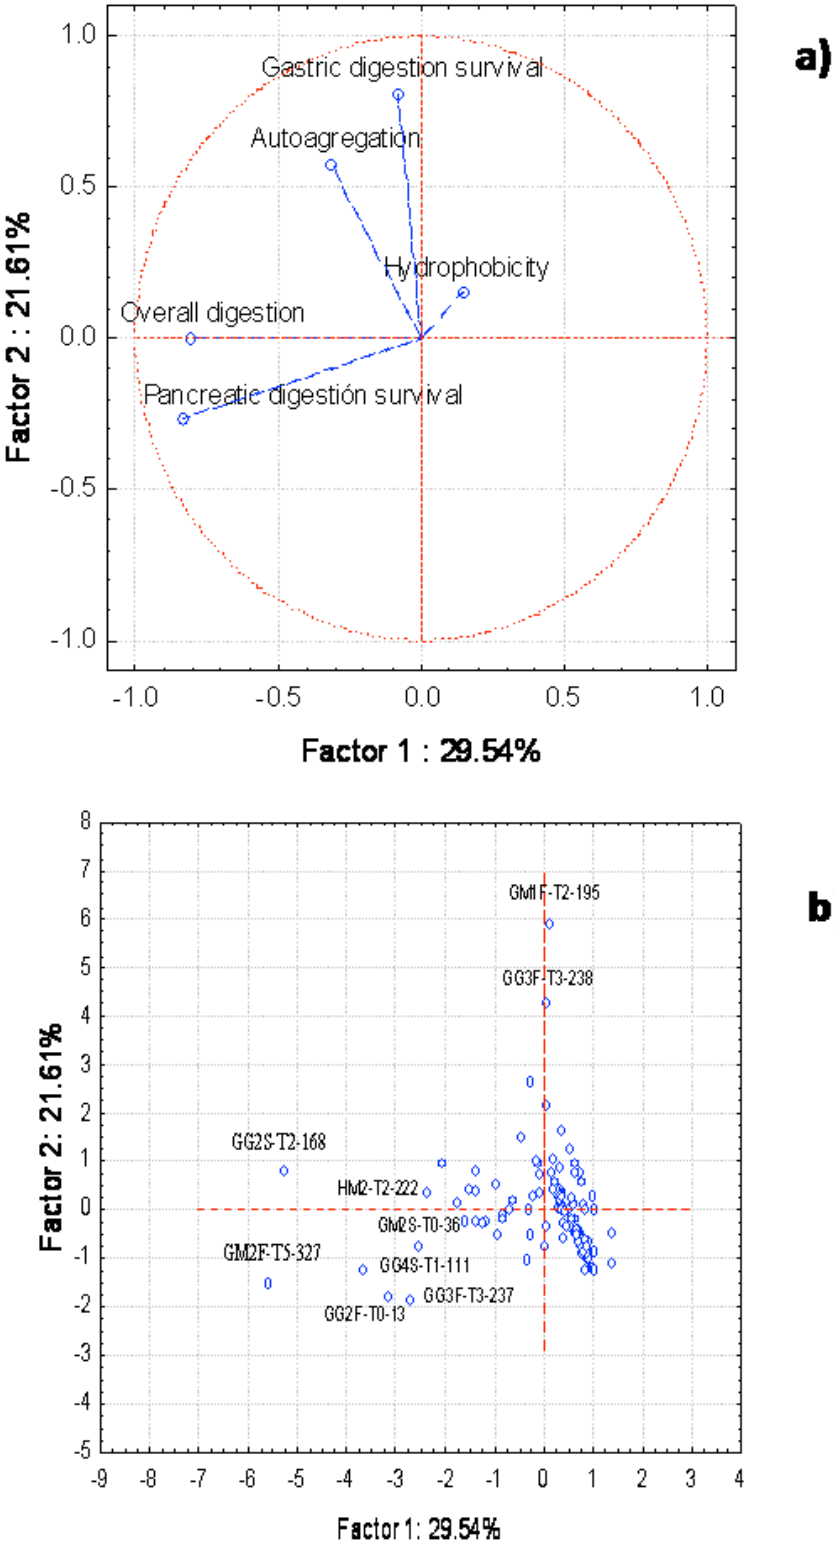 a)
1.0
Gastric digestion survival
Autoagregation
0.5
Hydrophobicity
Overall digestion
0.0
Pancreatic digestión survival
-0.5
-1.0
-1.0 -0.5 0.0 0.5 1.0
Factor 2 : 21.61%
Factor 1 : 29.54%
b
8
7
GM1F-T2-195
6
5
GG3F-T3-238
4
3
2
GG2S-T2-168
1
HM2-T2-222
0
GM2S-T0-36
GM2F-T5-327
-1
GG4S-T1-111
GG3F-T3-237
-2
GG2F-T0-13
-3
-4
-5
-9 -8 -7 -6 -5 -4 -3 -2 -1 0 1 2 3 4
Factor 2: 21.61%
Factor1: 29.54%